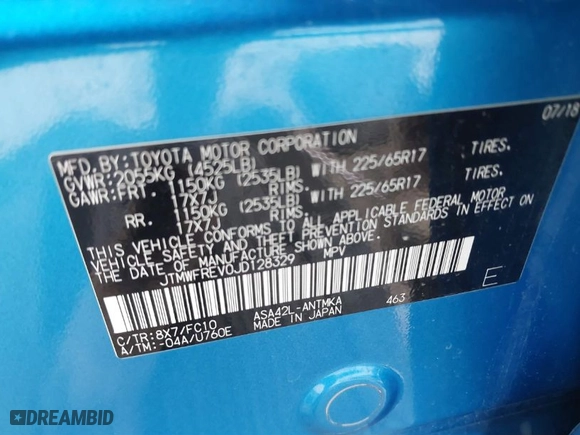 07/18
MFD.BY:TOYOTA MOTOR CORPORATION
GVWR:2055KG (4525LB)
GAWR:FRT 1150KG (2535LB) WITH 225/65R17 TIRES.
17X7J RIMS.
RR. 1150KG (2535LB) WITH 225/65R17 TIRES.
17X7J RIMS.
THIS VEHICLE CONFORMS TO ALL APPLICABLE FEDERAL MOTOR
VEHICLE SAFETY AND BUMPER STANDARDS IN EFFECT ON
THE DATE OF MANUFACTURE SHOWN ABOVE.
JTMWFREV0JD128329 MPV
E
ASA42L-ANTMKA 463
C/TR:8X7/FC10 MADE IN JAPAN
A/TM:-04A/U760E
DREAMBID